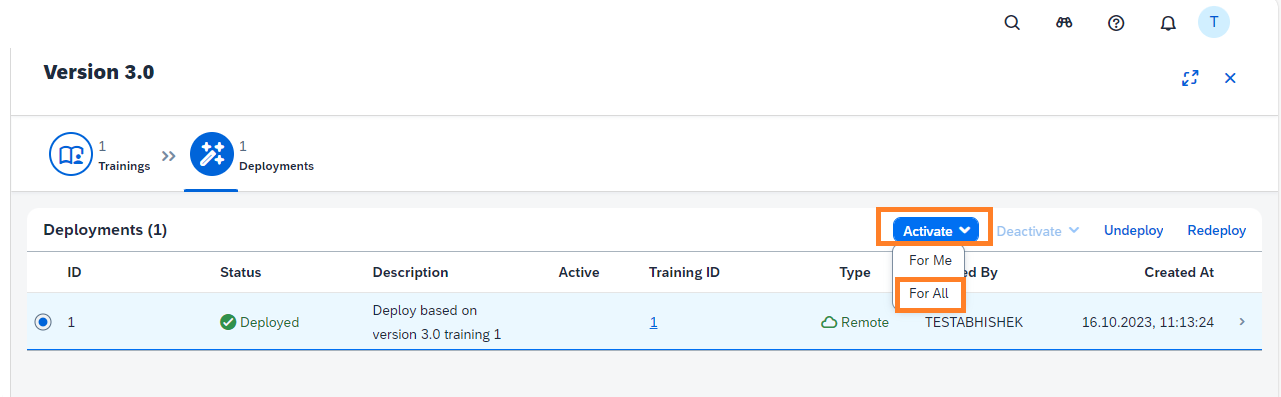 T
Version 3.0
1
Trainings
1
Deployments
Deployments (1)
Activate
Deactivate
Undeploy
Redeploy
For Me
For All
ID
Status
Description
Active
Training ID
Type
ed By
Created At
1
Deployed
Deploy based on
version 3.0 training 1
1
Remote
TESTABHISHEK
16.10.2023, 11:13:24